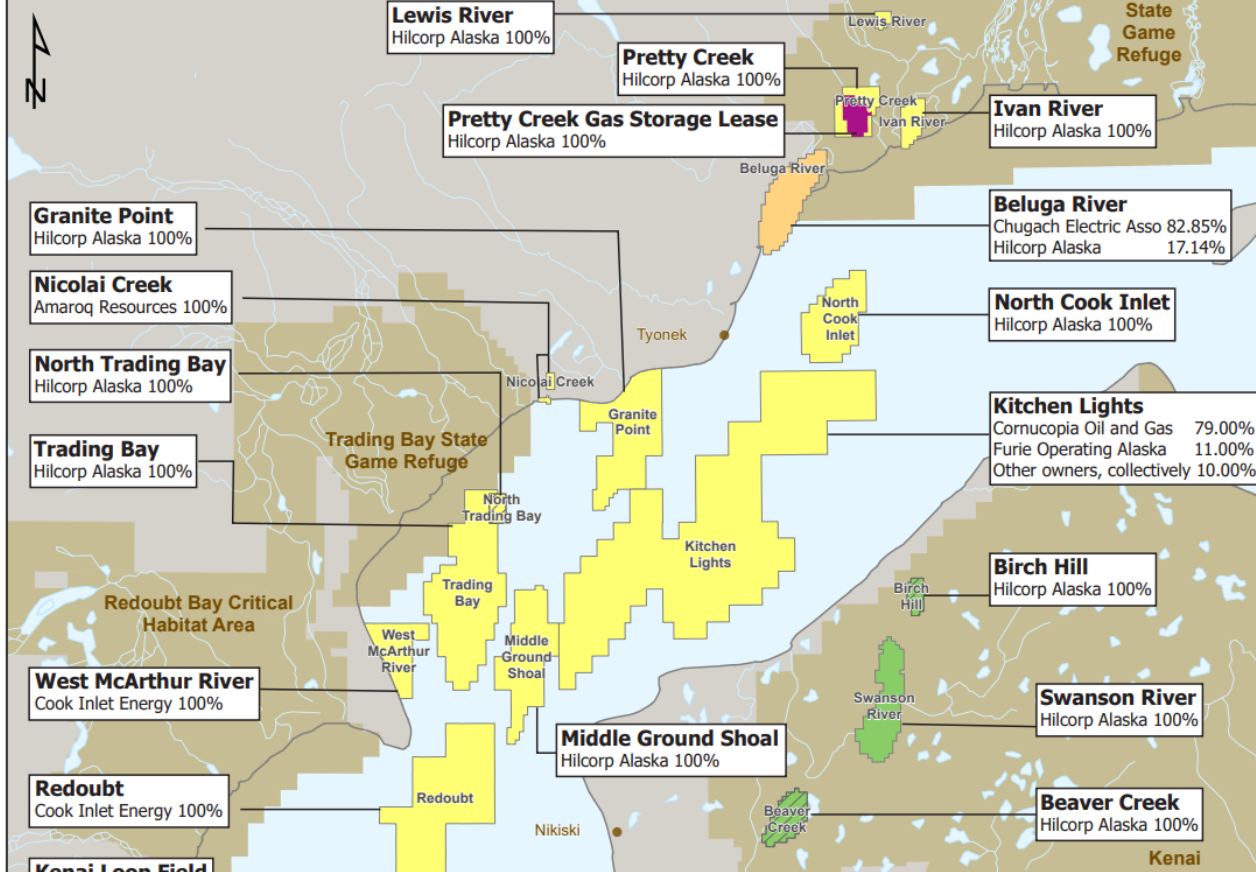 N
Lewis River
Hilcorp Alaska 100%
Lewis River
State
Game
Refuge
Pretty Creek
Hilcorp Alaska 100%
Pretty Creek
Ivan River
Ivan River
Hilcorp Alaska 100%
Pretty Creek Gas Storage Lease
Hilcorp Alaska 100%
Beluga River
Beluga River
Chugach Electric Asso 82.85%
Hilcorp Alaska 17.14%
Granite Point
Hilcorp Alaska 100%
Nicolai Creek
Amaroq Resources 100%
North
Cook
Inlet
North Cook Inlet
Hilcorp Alaska 100%
Tyonek
North Trading Bay
Hilcorp Alaska 100%
Nicolai Creek
Granite
Point
Kitchen Lights
Cornucopia Oil and Gas 79.00%
Furie Operating Alaska 11.00%
Other owners, collectively 10.00%
Trading Bay
Hilcorp Alaska 100%
Trading Bay State
Game Refuge
North
Trading Bay
Kitchen
Lights
Trading
Bay
Birch
Hill
Birch Hill
Hilcorp Alaska 100%
Redoubt Bay Critical
Habitat Area
West
McArthur
River
Middle
Ground
Shoal
West McArthur River
Cook Inlet Energy 100%
Swanson
River
Swanson River
Hilcorp Alaska 100%
Middle Ground Shoal
Hilcorp Alaska 100%
Redoubt
Cook Inlet Energy 100%
Redoubt
Nikiski
Beaver
Creek
Beaver Creek
Hilcorp Alaska 100%
Kenai
Kenai Loop Field